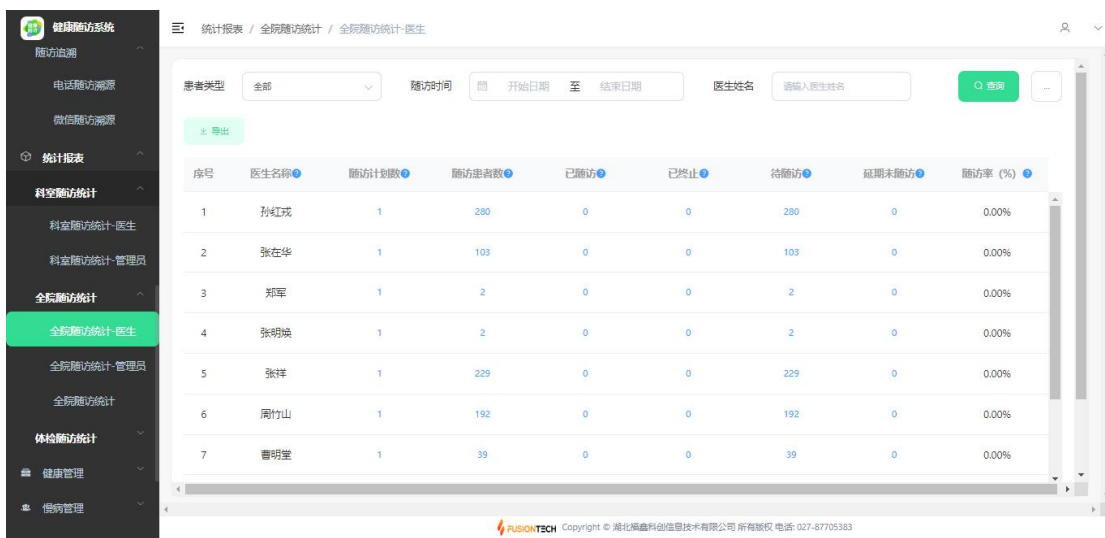 健康随访系统
统计报表 / 全院随访统计 / 全院随访统计-医生
随访追溯
电话随访溯源
微信随访溯源
统计报表
科室随访统计
科室随访统计-医生
科室随访统计-管理员
全院随访统计
全院随访统计-医生
全院随访统计-管理员
全院随访统计
体检随访统计
健康管理
慢病管理
患者类型 全部 随访时间 开始日期 至 结束日期 医生姓名 请输入医生姓名 查询 ...
导出
序号 医生名称 随访计划数 随访患者数 已随访 已终止 待随访 延期未随访 随访率 (%)
1 孙红戎 1 280 0 0 280 0 0.00%
2 张在华 1 103 0 0 103 0 0.00%
3 郑军 1 2 0 0 2 0 0.00%
4 张明焕 1 2 0 0 2 0 0.00%
5 张祥 1 229 0 0 229 0 0.00%
6 周竹山 1 192 0 0 192 0 0.00%
7 曹明堂 1 39 0 0 39 0 0.00%
FUSIONTECH Copyright © 湖北福鑫科创信息技术有限公司 所有版权 电话: 027-87705383